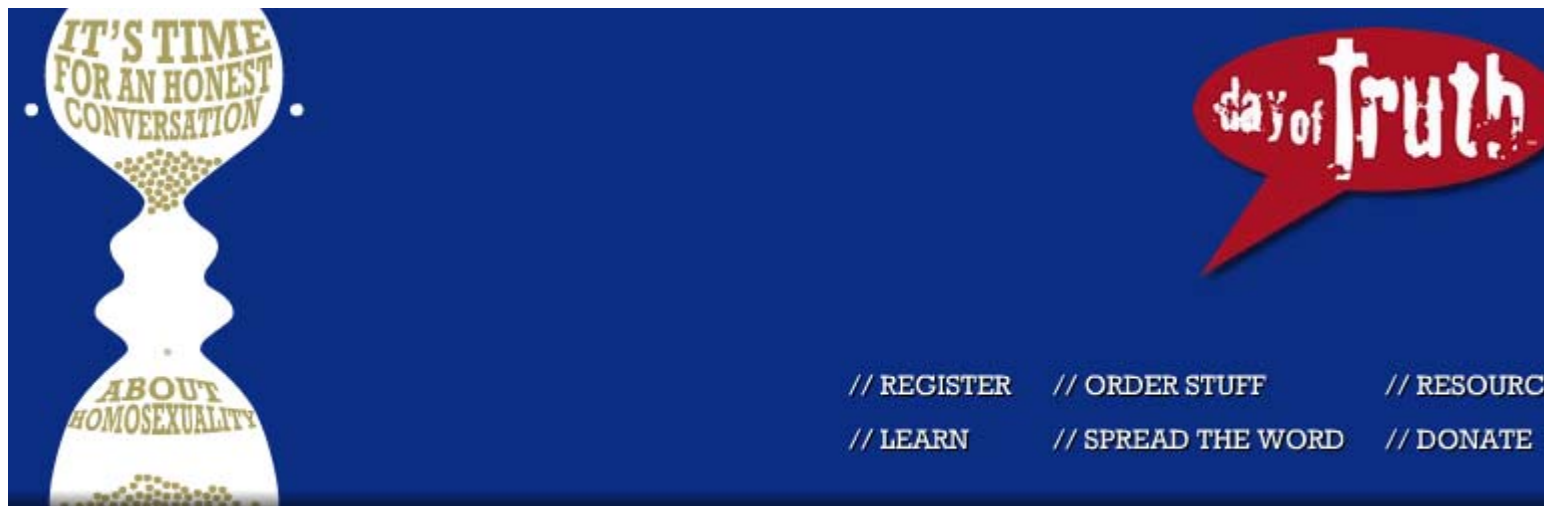 IT'S TIME
FOR AN HONEST
CONVERSATION
ABOUT
HOMOSEXUALITY
day of truth
// REGISTER // ORDER STUFF // RESOURC
// LEARN // SPREAD THE WORD // DONATE